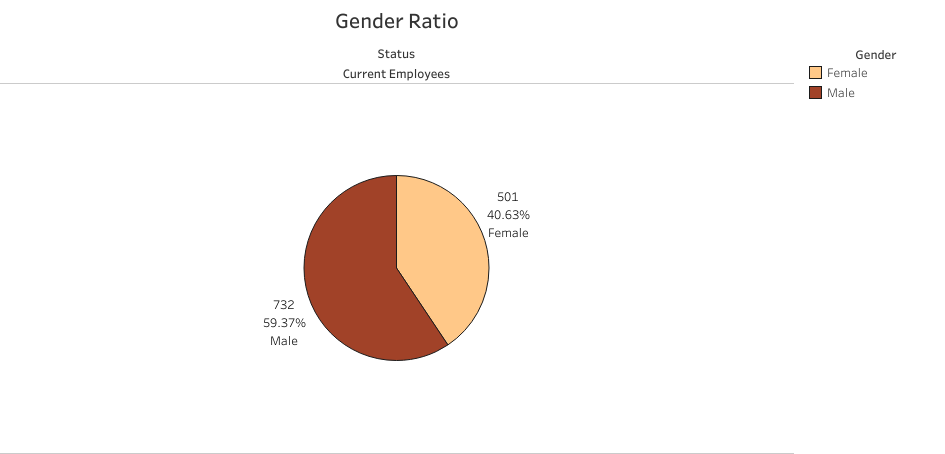 Gender Ratio
Status
Current Employees
Gender
Female
Male
501
40.63%
Female
732
59.37%
Male